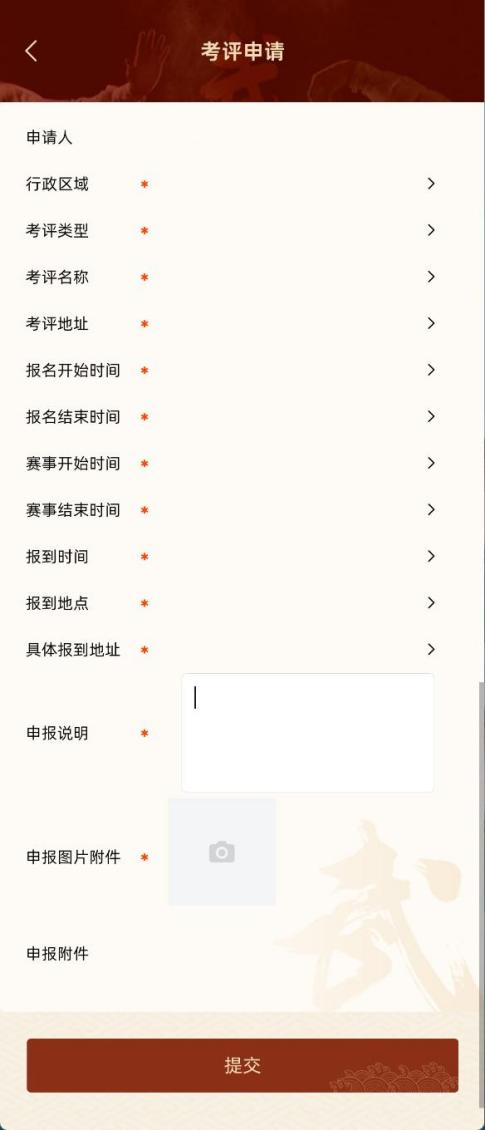 考评申请
申请人
行政区域 *
考评类型 *
考评名称 *
考评地址 *
报名开始时间 *
报名结束时间 *
赛事开始时间 *
赛事结束时间 *
报到时间 *
报到地点 *
具体报到地址 *
申报说明 *
申报图片附件 *
申报附件
武
提交